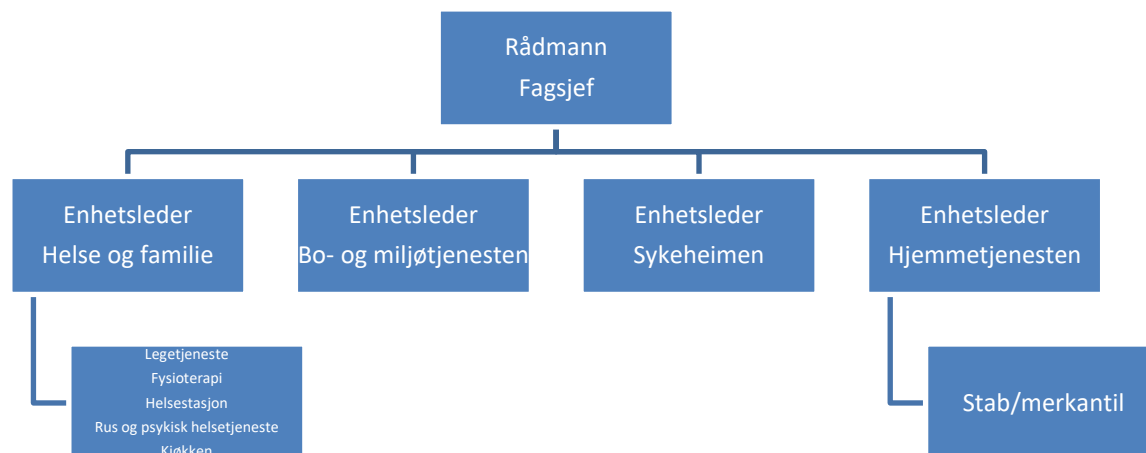 Rådmann
Fagsjef
Enhetsleder
Helse og familie
Enhetsleder
Bo- og miljøtjenesten
Enhetsleder
Sykeheimen
Enhetsleder
Hjemmetjenesten
Legetjeneste
Fysioterapi
Helsestasjon
Rus og psykisk helsetjeneste
Kjøkken
Stab/merkantil